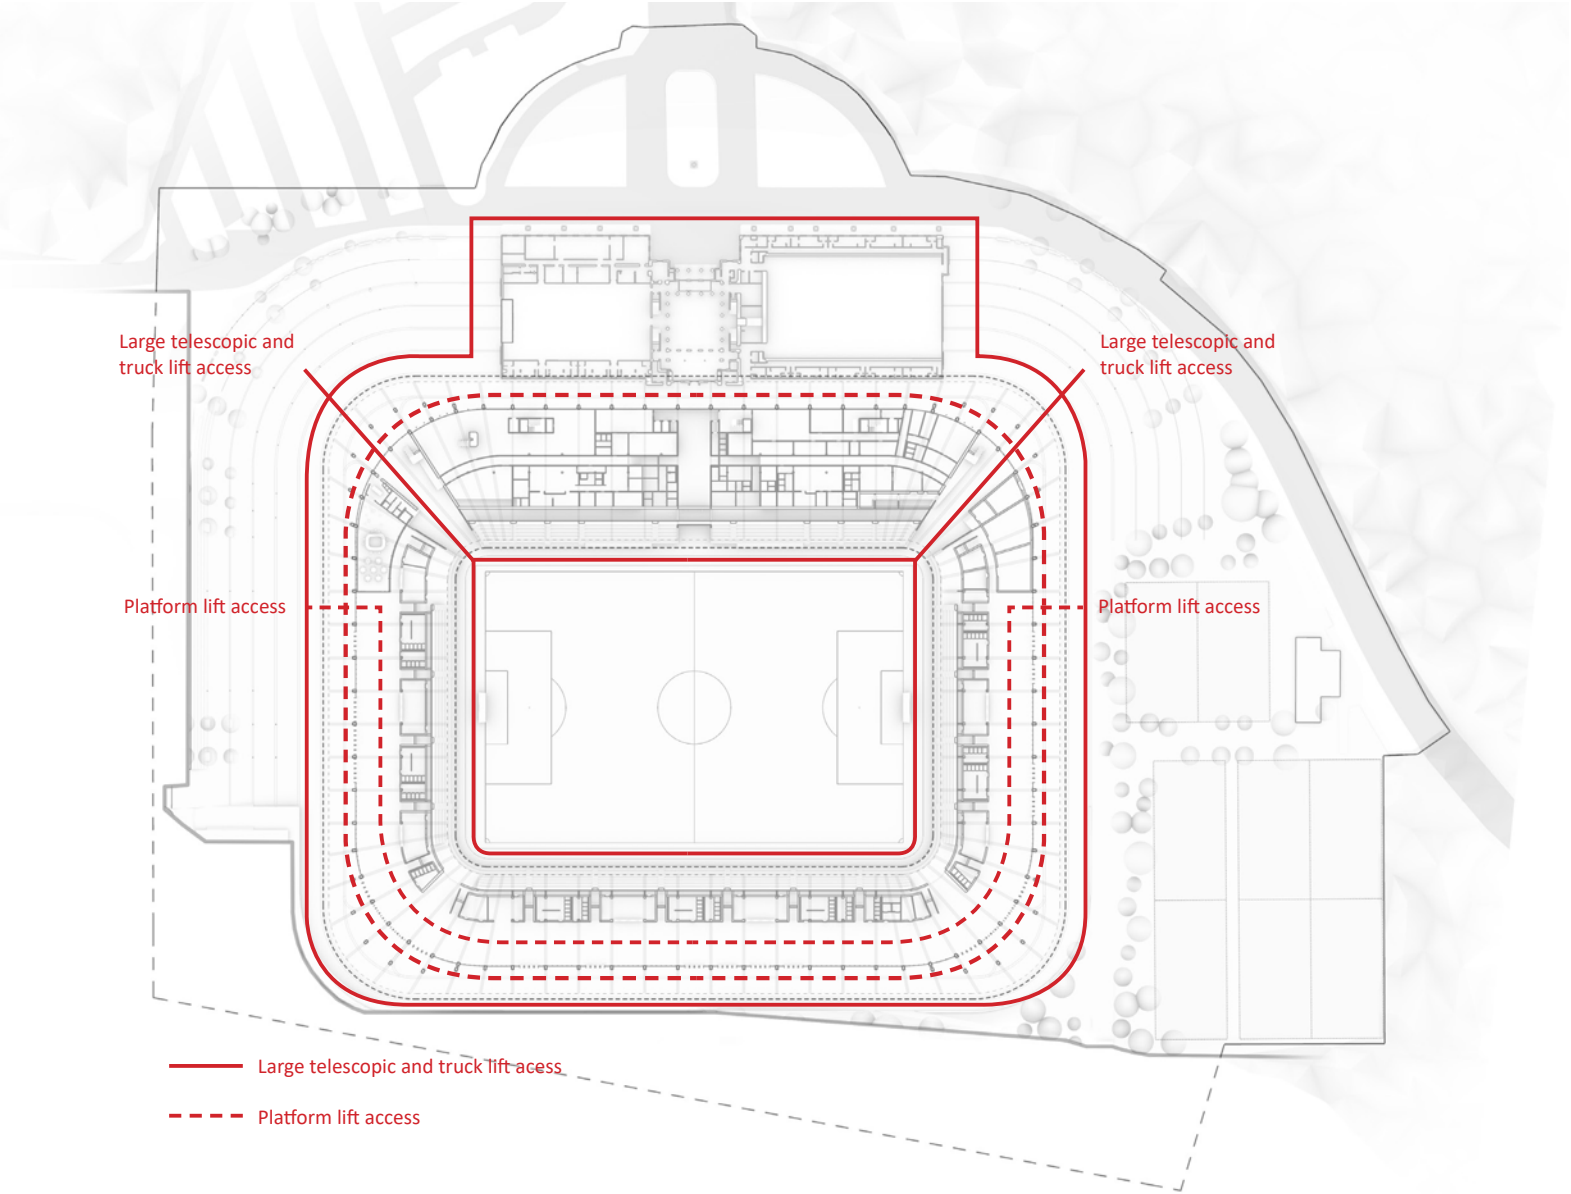 Large telescopic and
truck lift access
Large telescopic and
truck lift access
Platform lift access
Platform lift access
Large telescopic and truck lift acess
Platform lift access